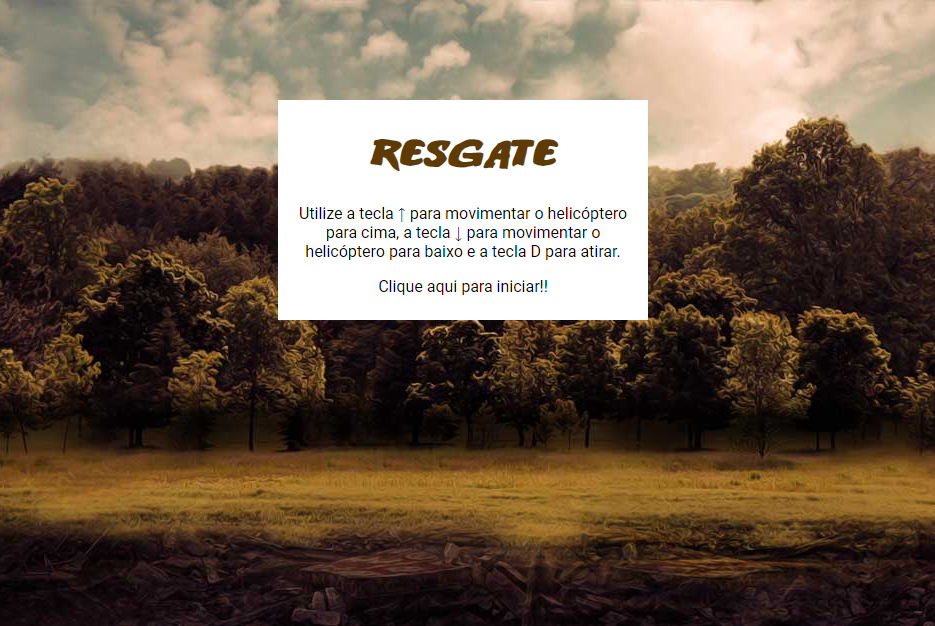 RESGATE
Utilize a tecla ↑ para movimentar o helicóptero
para cima, a tecla ↓ para movimentar o
helicóptero para baixo e a tecla D para atirar.
Clique aqui para iniciar!!